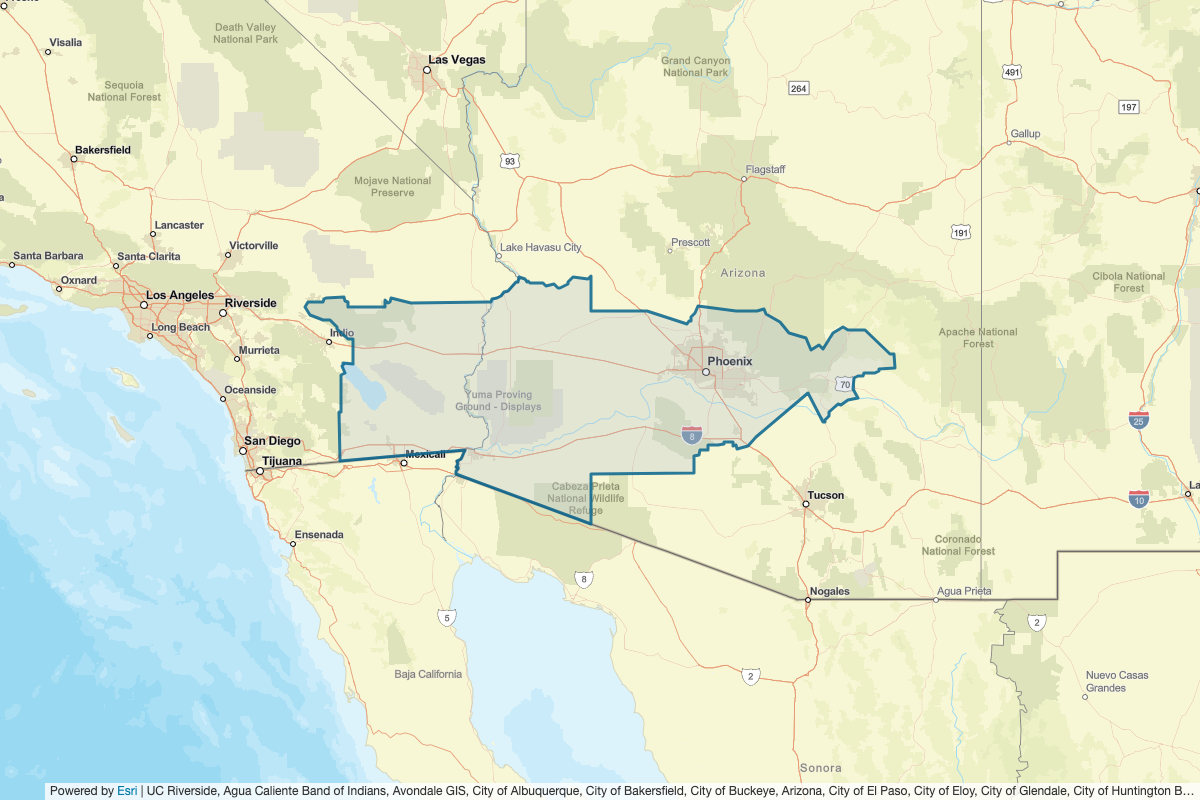 Visalia
Death Valley
National Park
Las Vegas
Grand Canyon
National Park
491
264
197
Sequoia
National Forest
Bakersfield
93
Gallup
Flagstaff
Mojave National
Preserve
Lancaster
191
Victorville
Lake Havasu City
Prescott
Santa Barbara
Santa Clarita
Arizona
Oxnard
Cibola National
Forest
Los Angeles
Riverside
Long Beach
Indio
Apache National
Forest
Murrieta
Phoenix
70
Oceanside
Yuma Proving
Ground - Displays
25
8
San Diego
Mexicali
Tijuana
Cabeza Prieta
National Wildlife
Refuge
Tucson
10
La
Ensenada
Coronado
National Forest
8
Nogales
Agua Prieta
5
2
Baja California
2
Nuevo Casas
Grandes
Sonora
Powered by Esri | UC Riverside, Agua Caliente Band of Indians, Avondale GIS, City of Albuquerque, City of Bakersfield, City of Buckeye, Arizona, City of El Paso, City of Eloy, City of Glendale, City of Huntington B…